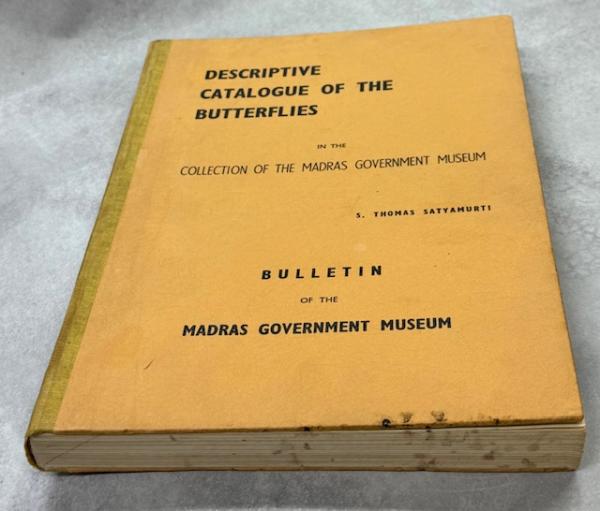 DESCRIPTIVE
CATALOGUE OF THE
BUTTERFLIES
IN THE
COLLECTION OF THE MADRAS GOVERNMENT MUSEUM
S. THOMAS SATYAMURTI
BULLETIN
OF THE
MADRAS GOVERNMENT MUSEUM